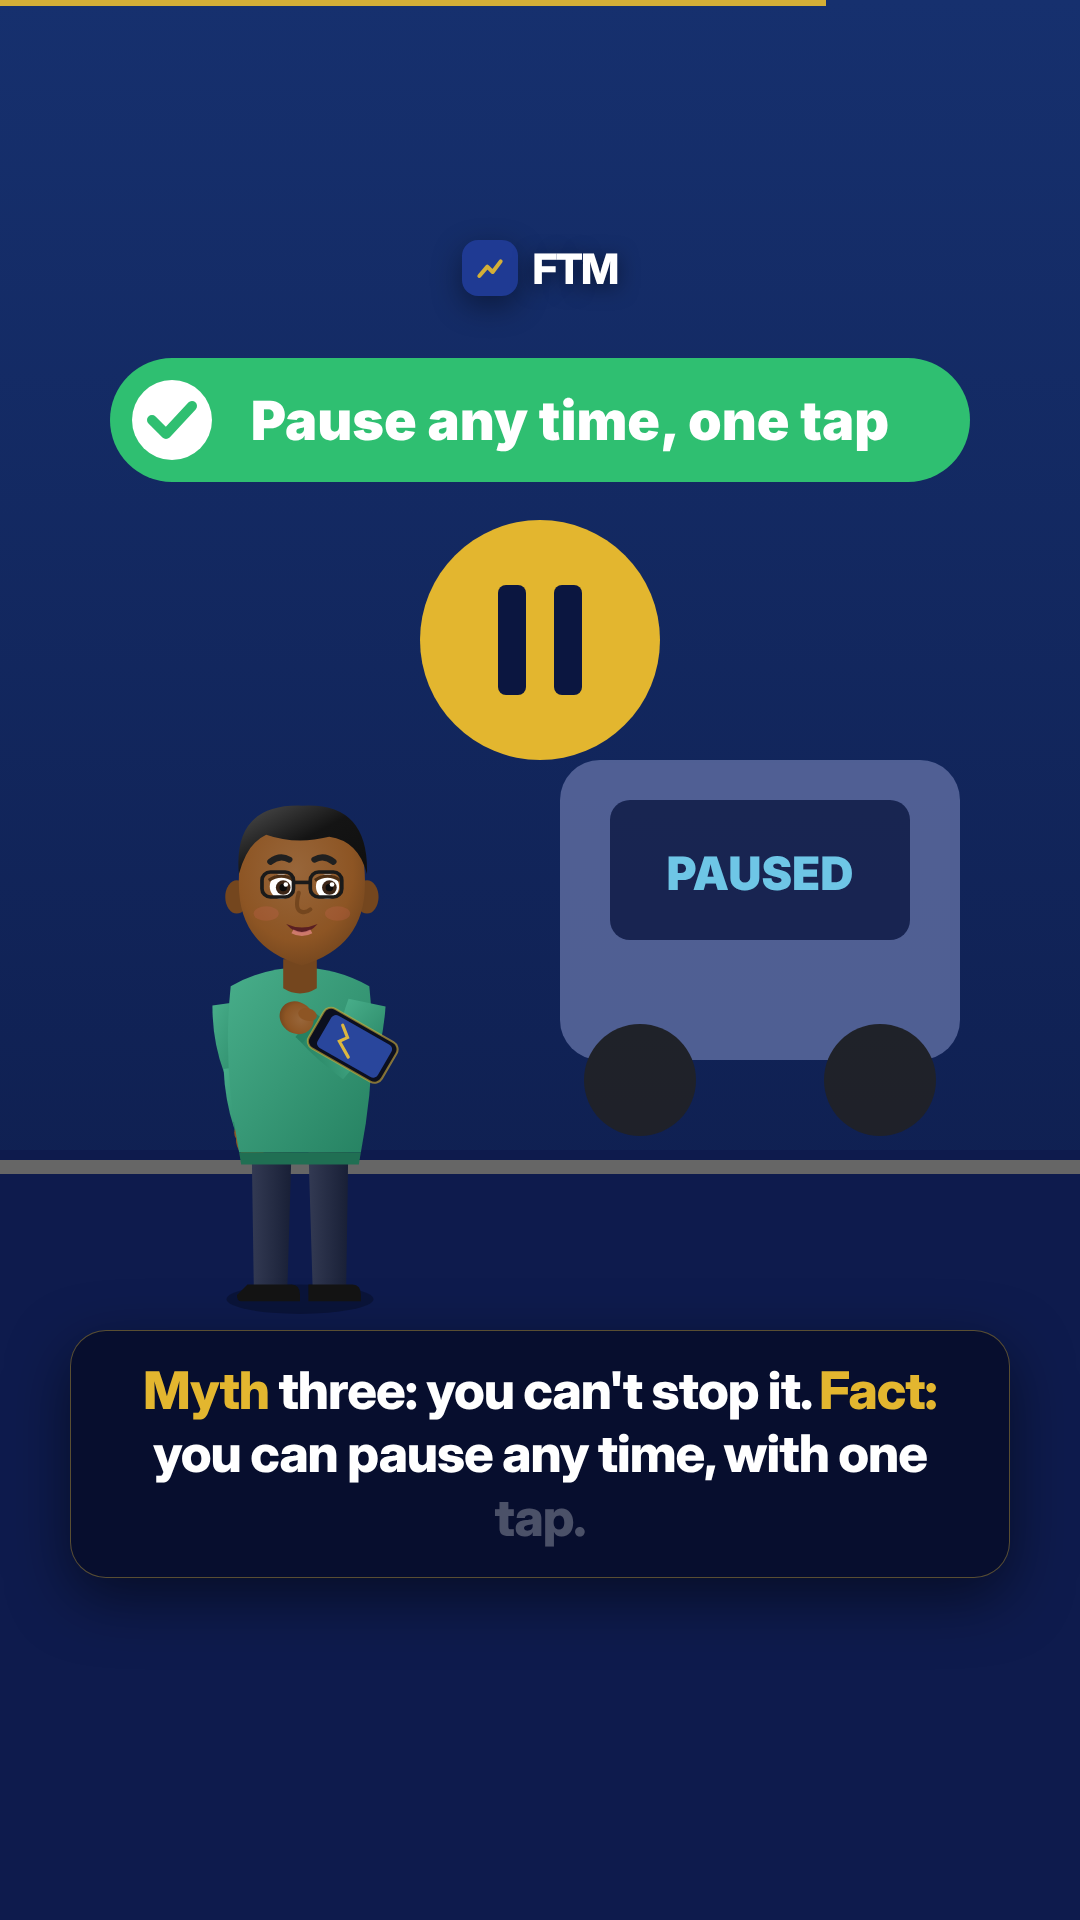 FTM
Pause any time, one tap
PAUSED
Myth three: you can't stop it. Fact:
you can pause any time, with one
tap.